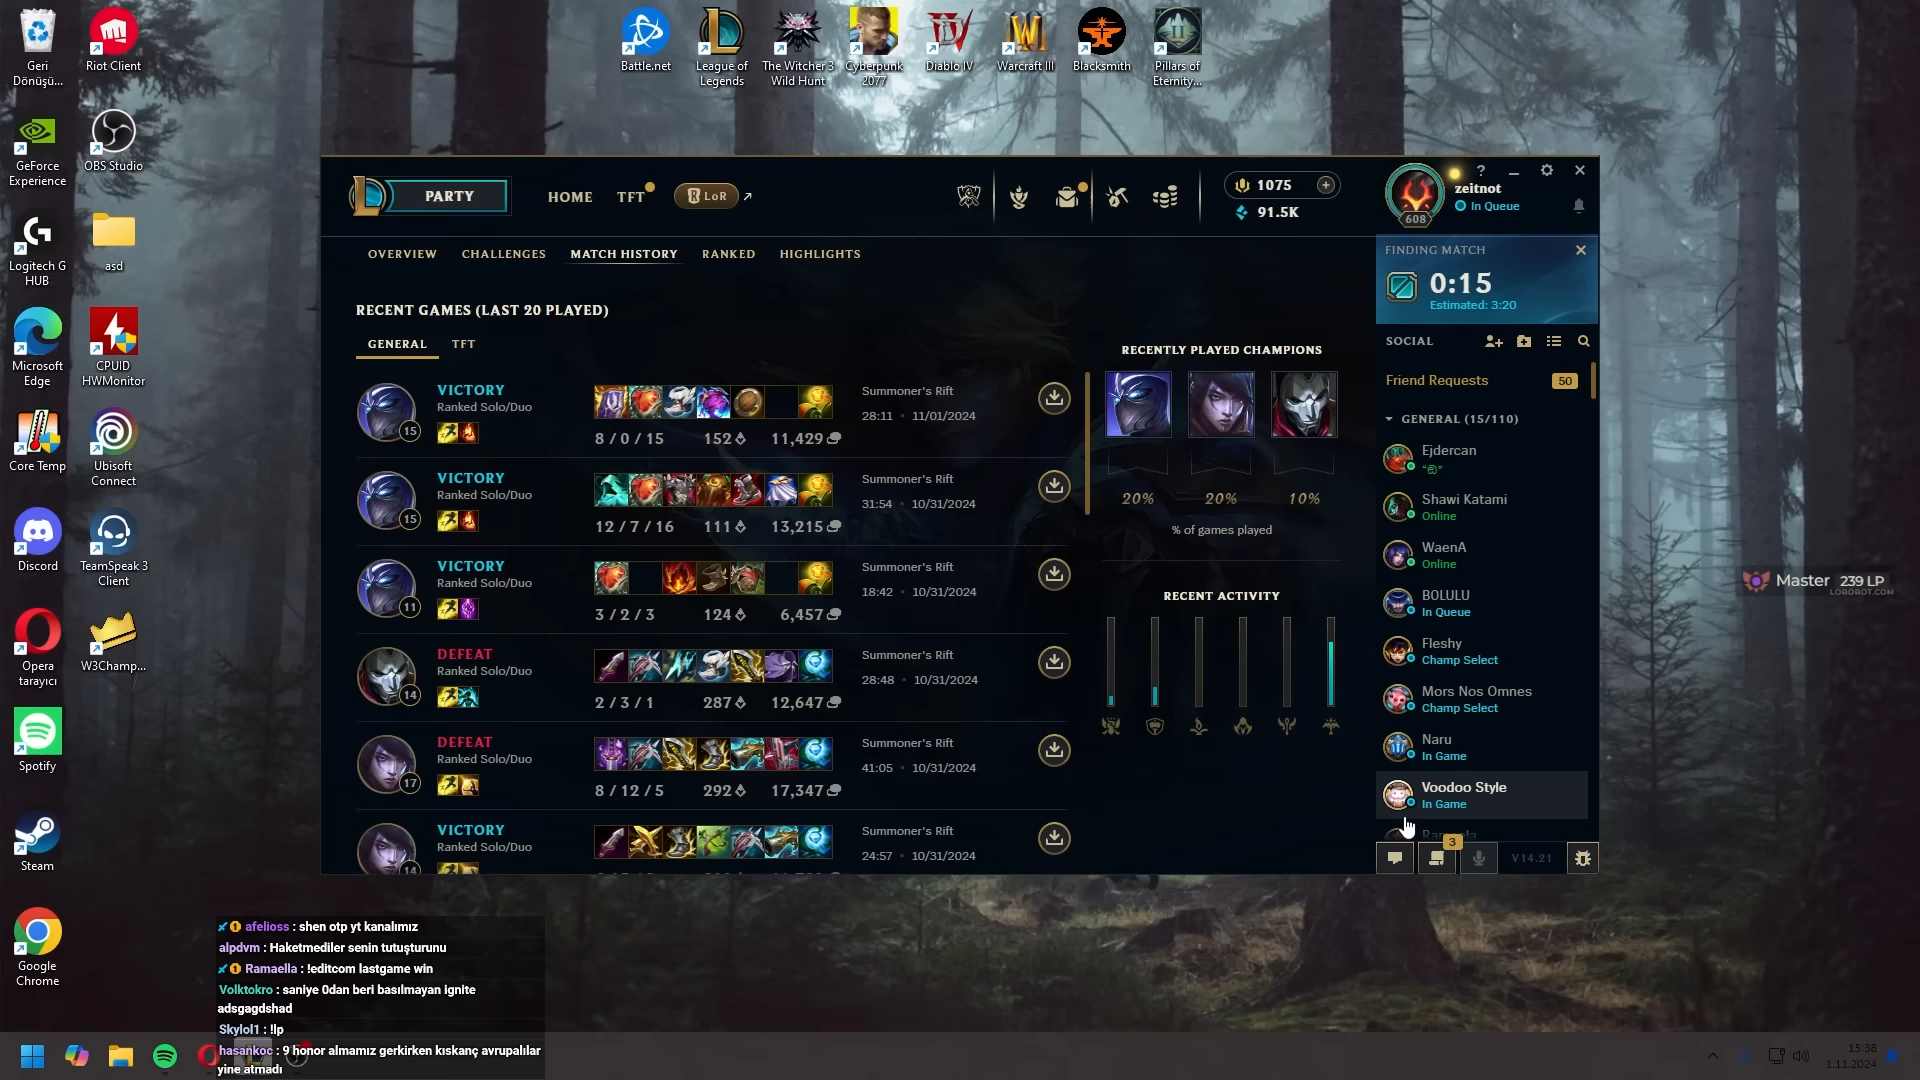 Geri
Dönüşü...
Riot Client
Battle.net
League of
Legends
The Witcher 3
Wild Hunt
Cyberpunk
2077
Diablo IV
Warcraft III
Blacksmith
Pillars of
Eternity...
GeForce
Experience
OBS Studio
Logitech G
HUB
asd
Microsoft
Edge
CPUID
HWMonitor
Core Temp
Ubisoft
Connect
Discord
TeamSpeak 3
Client
Opera
tarayıcı
W3Champ...
Spotify
Steam
Google
Chrome
PARTY
HOME
TFT
LoR
1075
91.5K
608
zeitnot
In Queue
OVERVIEW
CHALLENGES
MATCH HISTORY
RANKED
HIGHLIGHTS
RECENT GAMES (LAST 20 PLAYED)
GENERAL
TFT
15
VICTORY
Ranked Solo/Duo
8 / 0 / 15
152
11,429
Summoner's Rift
28:11 • 11/01/2024
15
VICTORY
Ranked Solo/Duo
12 / 7 / 16
111
13,215
Summoner's Rift
31:54 • 10/31/2024
11
VICTORY
Ranked Solo/Duo
3 / 2 / 3
124
6,457
Summoner's Rift
18:42 • 10/31/2024
14
DEFEAT
Ranked Solo/Duo
2 / 3 / 1
287
12,647
Summoner's Rift
28:48 • 10/31/2024
17
DEFEAT
Ranked Solo/Duo
8 / 12 / 5
292
17,347
Summoner's Rift
41:05 • 10/31/2024
14
VICTORY
Ranked Solo/Duo
Summoner's Rift
24:57 • 10/31/2024
RECENTLY PLAYED CHAMPIONS
20%
20%
10%
% of games played
RECENT ACTIVITY
FINDING MATCH
0:15
Estimated: 3:20
SOCIAL
Friend Requests
50
GENERAL (15/110)
Ejdercan
Shawi Katami
Online
WaenA
Online
BOLULU
In Queue
Fleshy
Champ Select
Mors Nos Omnes
Champ Select
Naru
In Game
Voodoo Style
In Game
Ramaela
3
V14.21
Master 239 LP
LOBOBOT.COM
afelioss : shen otp yt kanalımız
alpdvm : Haketmediler senin tutuşturunu
Ramaella : !editcom lastgame win
Volktokro : saniye 0dan beri basılmayan ignite
adsgagdshad
Skylol1 : !lp
hasankoc : 9 honor almamız gerkirken kıskanç avrupalılar
yine atmadı
15:38
1.11.2024